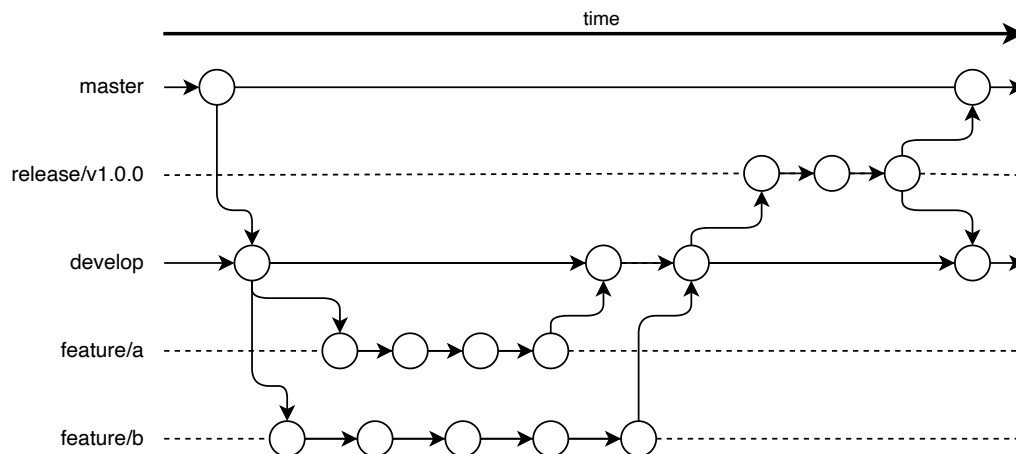 time
master
release/v1.0.0
develop
feature/a
feature/b